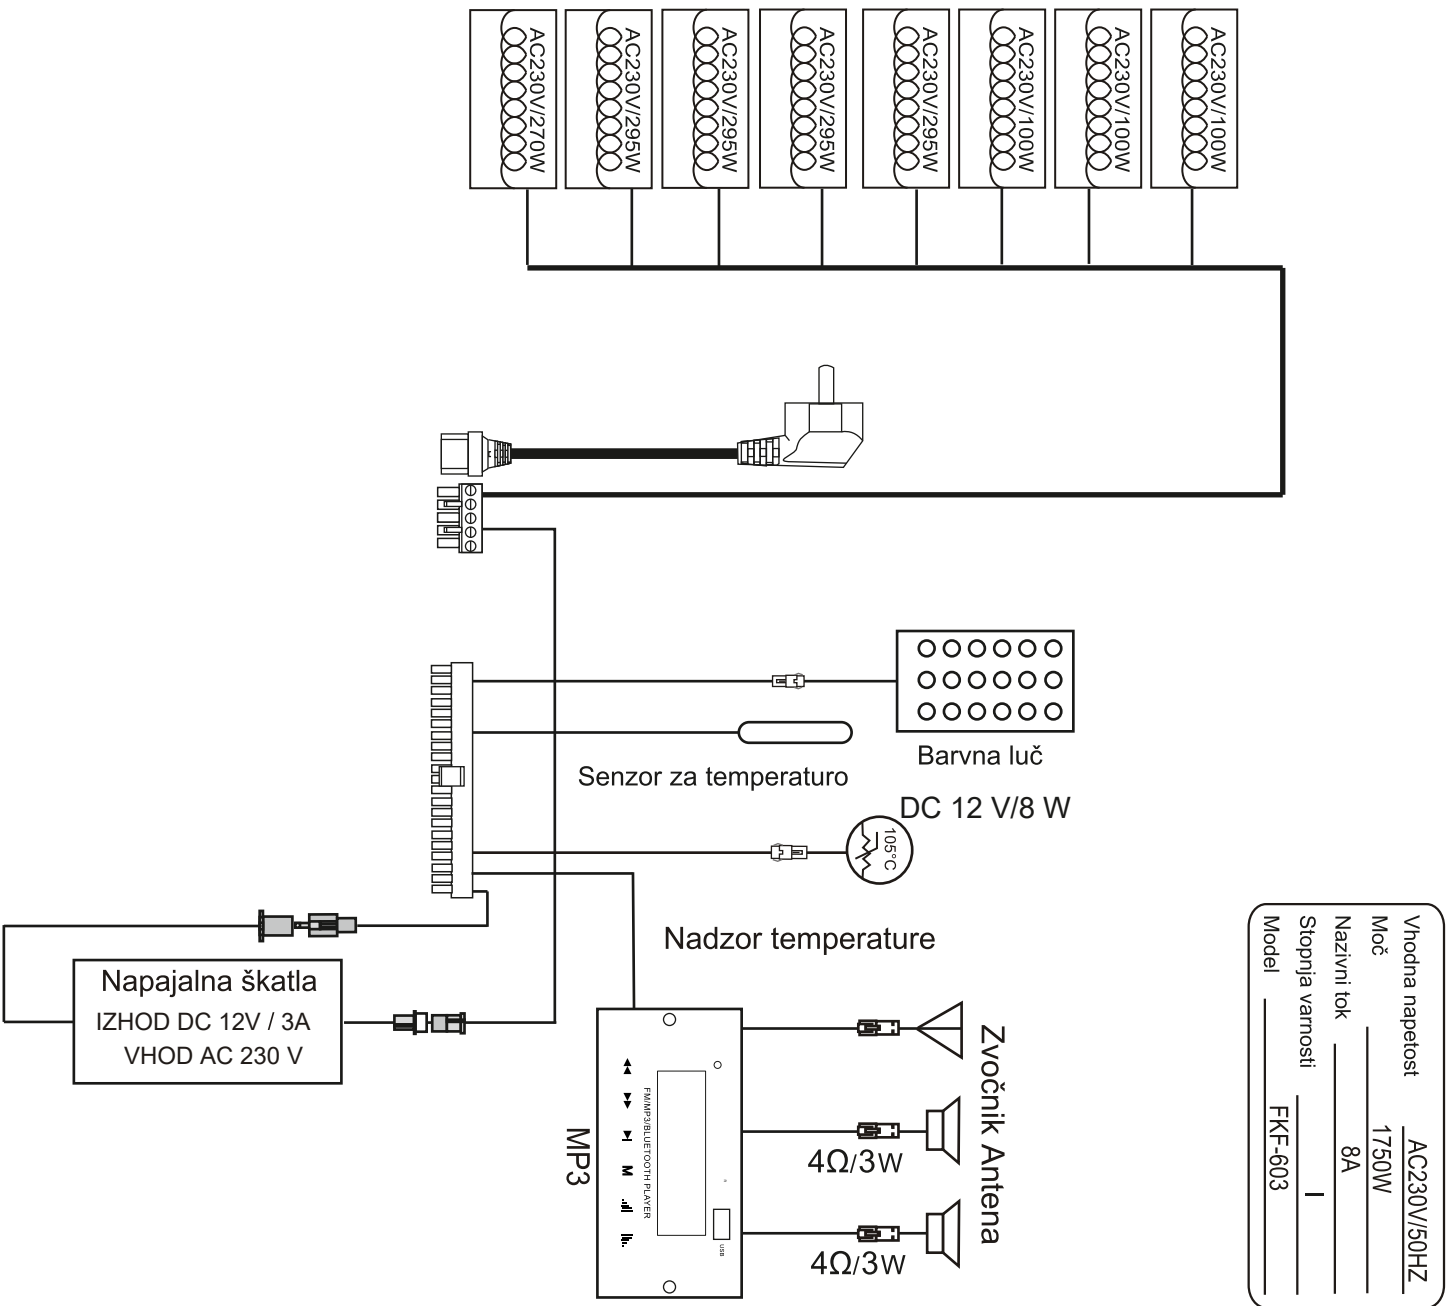 AC230V/270W
AC230V/295W
AC230V/295W
AC230V/295W
AC230V/295W
AC230V/100W
AC230V/100W
AC230V/100W
Barvna luč
DC 12 V/8 W
Senzor za temperaturo
105°C
Nadzor temperature
Napajalna škatla
IZHOD DC 12V / 3A
VHOD AC 230 V
MP3
FM/MP3/BLUETOOTH PLAYER
M
USB
Zvočnik Antena
4Ω/3W
4Ω/3W
Vhodna napetost AC230V/50HZ
Moč 1750W
Nazivni tok 8A
Stopnja varnosti I
Model FKF-603